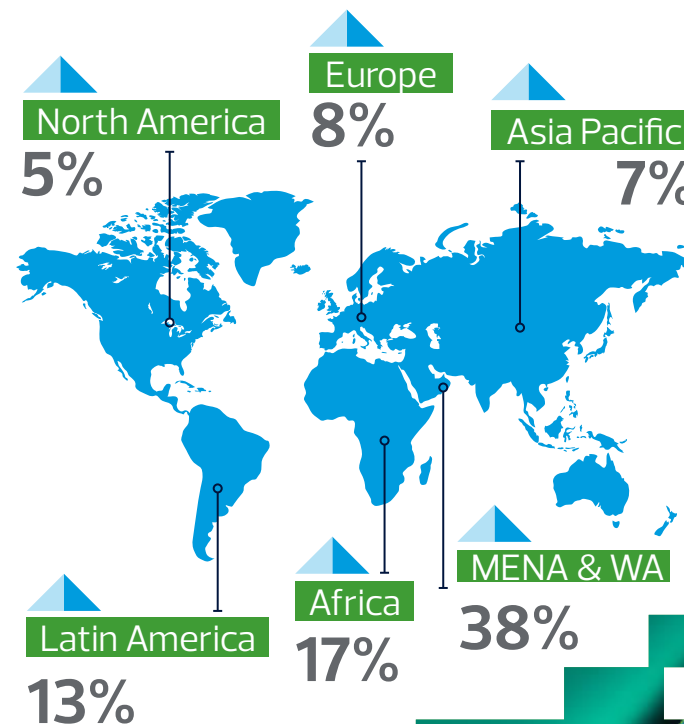 Europe
8%
North America
5%
Asia Pacific
7%
MENA & WA
38%
Africa
17%
Latin America
13%